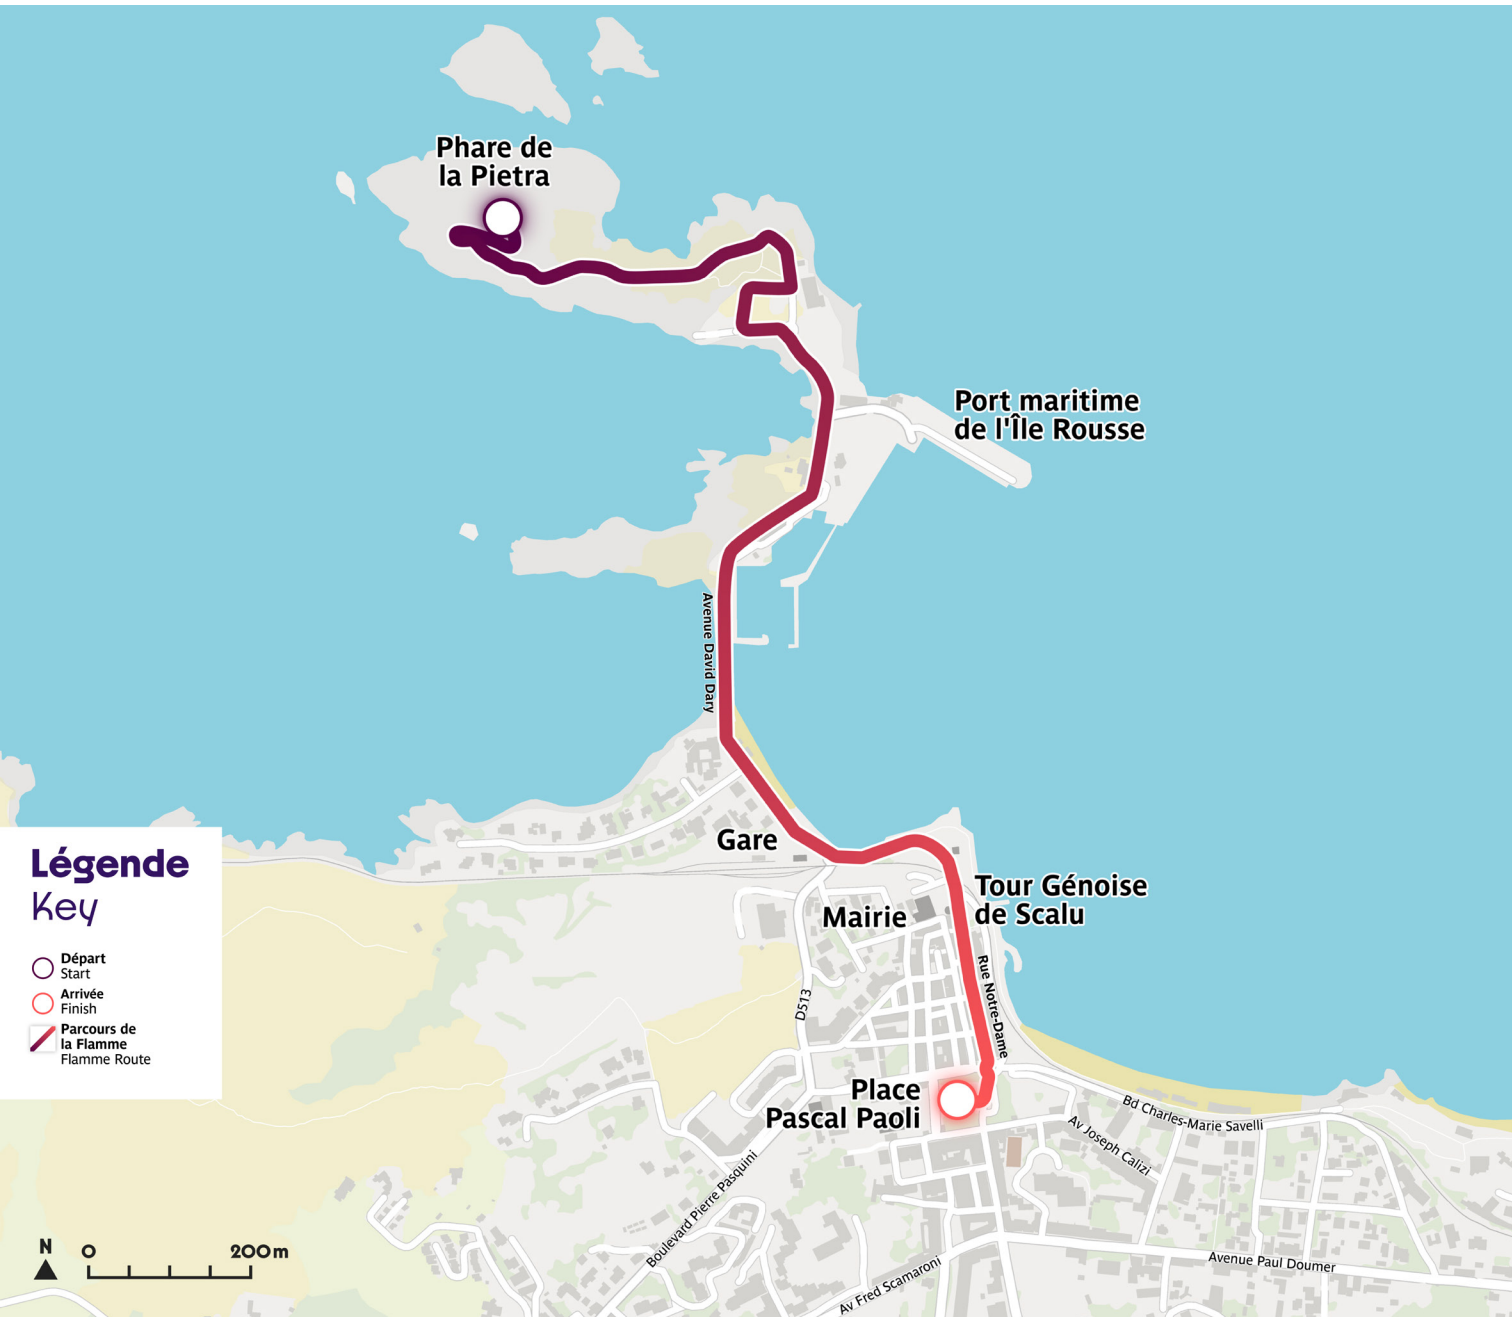 Phare de
la Pietra
Port maritime
de l'Île Rousse
Avenue David Dary
Gare
Tour Génoise
de Scalu
Mairie
Légende
Key
Départ
Start
Arrivée
Finish
Parcours de
la Flamme
Flamme Route
Rue Notre-Dame
D513
Place
Pascal Paoli
Bd Charles-Marie Savelli
Av Joseph Calizi
Boulevard Pierre Pasquini
N
0
200m
Avenue Paul Doumer
Av Fred Scamaroni